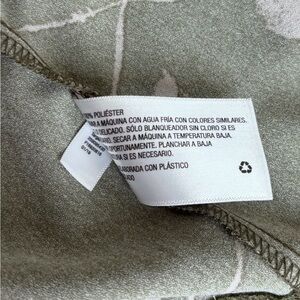 POLIÉSTER
A MÁQUINA CON AGUA FRÍA CON COLORES SIMILARES,
DELICADO. SÓLO BLANQUEADOR SIN CLORO SI ES
SECAR A MÁQUINA A TEMPERATURA BAJA.
OPORTUNAMENTE. PLANCHAR A BAJA
SI ES NECESARIO.
CON PLÁSTICO